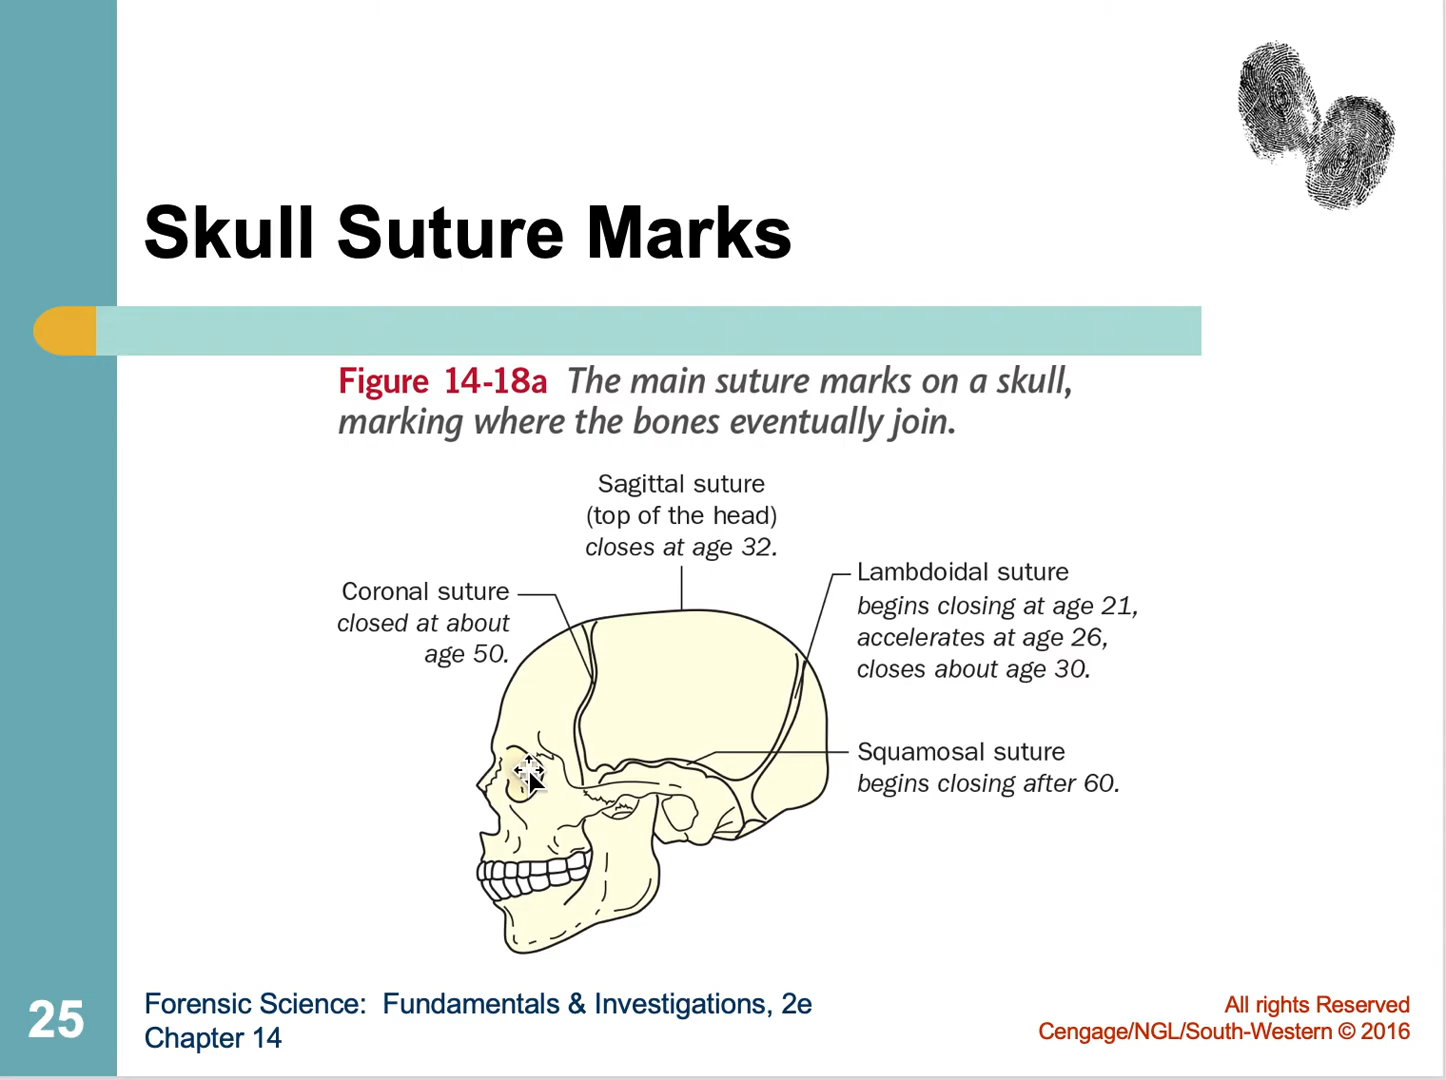 Skull Suture Marks
Figure 14-18a The main suture marks on a skull,
marking where the bones eventually join.
Sagittal suture
(top of the head)
closes at age 32.
Coronal suture
closed at about
age 50.
Lambdoidal suture
begins closing at age 21,
accelerates at age 26,
closes about age 30.
Squamosal suture
begins closing after 60.
25
Forensic Science: Fundamentals & Investigations, 2e
Chapter 14
All rights Reserved
Cengage/NGL/South-Western © 2016